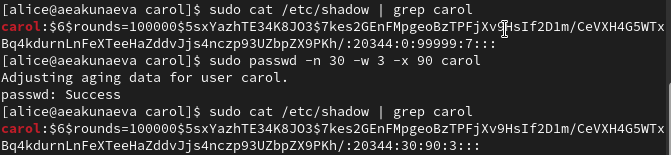 [alice@aeakunaeva carol]$ sudo cat /etc/shadow | grep carol
carol:$6$rounds=100000$5sxYazhTE34K8JO3$7kes2GEnFMpgeoBzTPFjXv9HsIf2D1m/CeVXH4G5WTx
Bq4kdurnLnFeXTeeHaZddvJjs4nczp93UZbpZX9PKh/:20344:0:99999:7:::
[alice@aeakunaeva carol]$ sudo passwd -n 30 -w 3 -x 90 carol
Adjusting aging data for user carol.
passwd: Success
[alice@aeakunaeva carol]$ sudo cat /etc/shadow | grep carol
carol:$6$rounds=100000$5sxYazhTE34K8JO3$7kes2GEnFMpgeoBzTPFjXv9HsIf2D1m/CeVXH4G5WTx
Bq4kdurnLnFeXTeeHaZddvJjs4nczp93UZbpZX9PKh/:20344:30:90:3:::